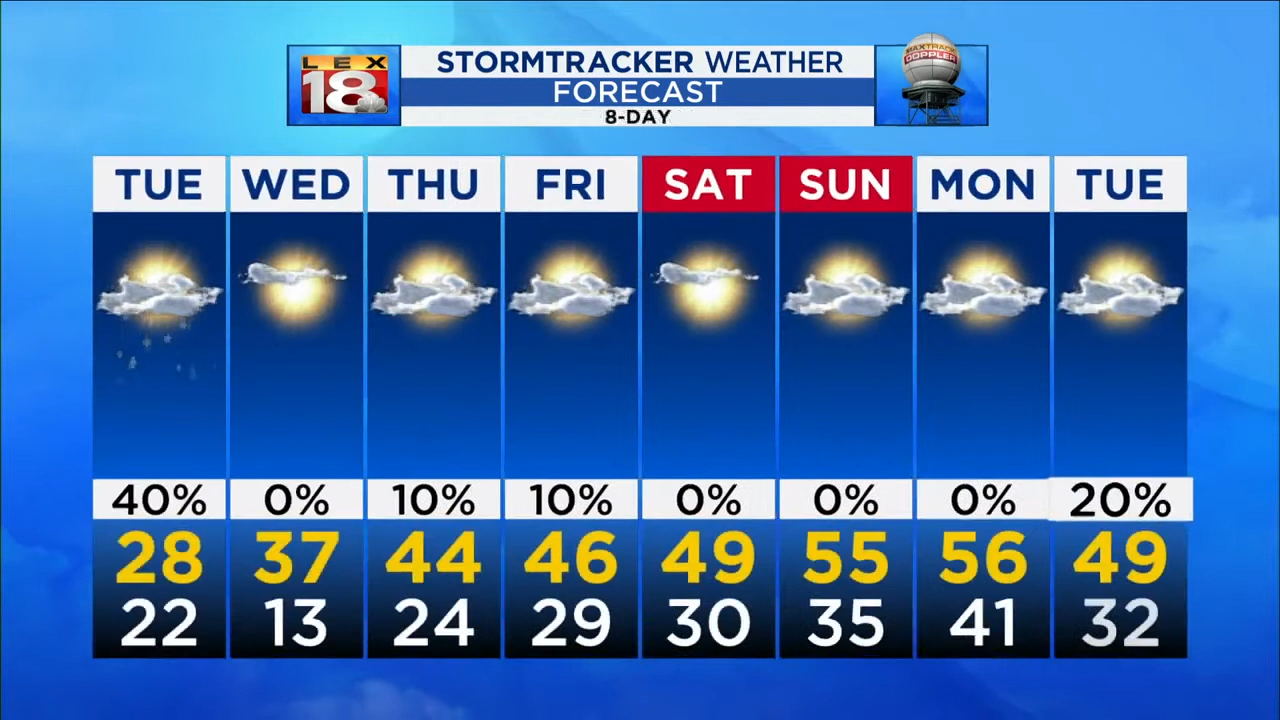 LEX
18
STORMTRACKER WEATHER
FORECAST
8-DAY
MAXTRACK
DOPPLER
TUE WED THU FRI SAT SUN MON TUE
40% 0% 10% 10% 0% 0% 0% 20%
28 37 44 46 49 55 56 49
22 13 24 29 30 35 41 32